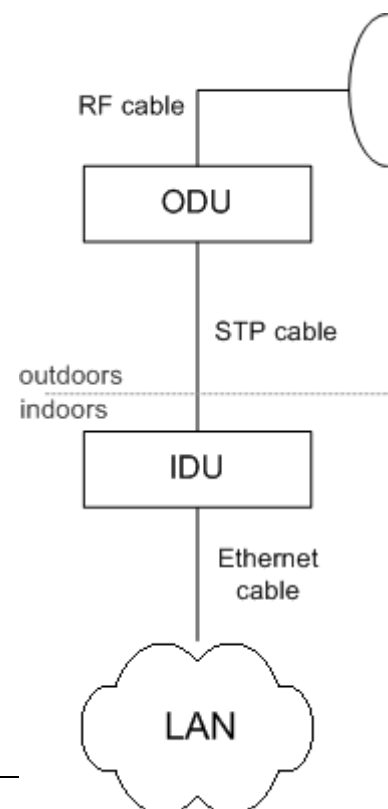 RF cable
ODU
STP cable
outdoors
indoors
IDU
Ethernet
cable
LAN